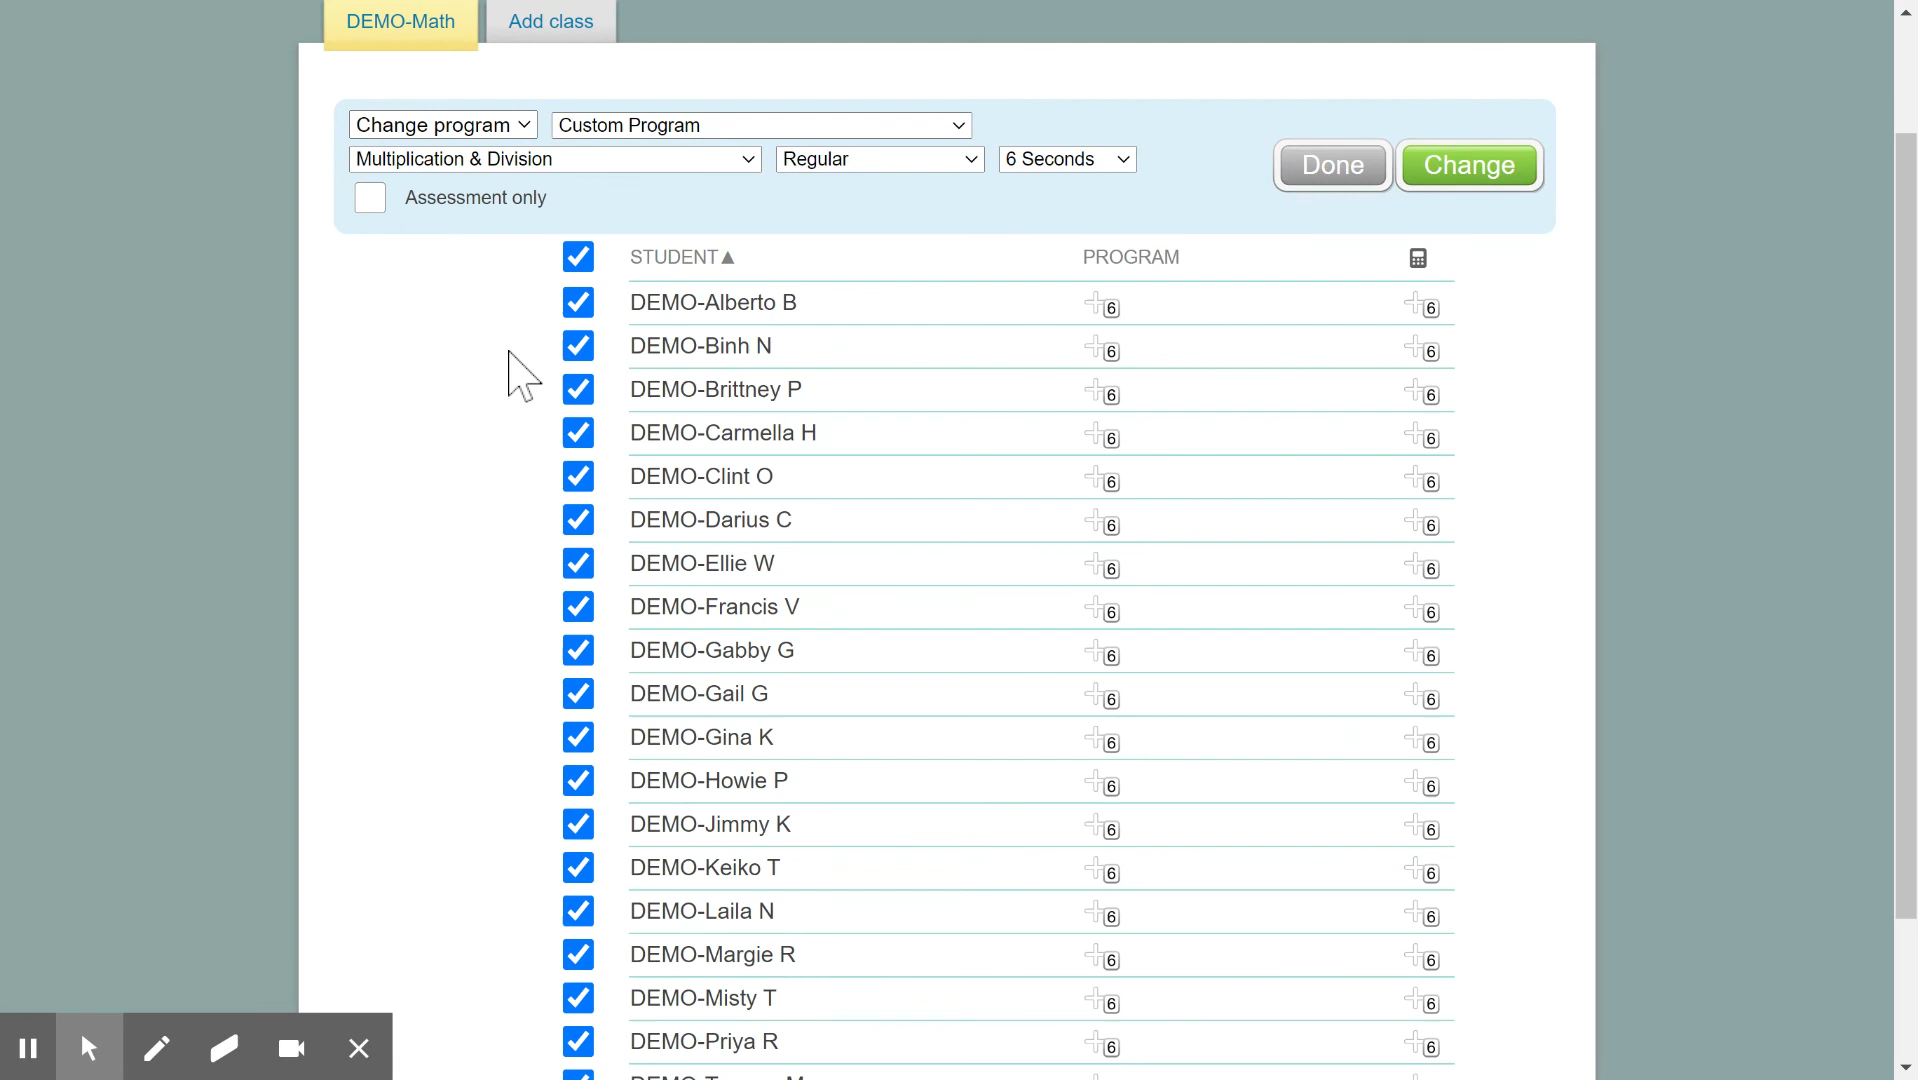 DEMO-Math Add class
Change program Custom Program
Multiplication & Division Regular 6 Seconds
Done Change
Assessment only
STUDENT▲ PROGRAM
DEMO-Alberto B 6 6
DEMO-Binh N 6 6
DEMO-Brittney P 6 6
DEMO-Carmella H 6 6
DEMO-Clint O 6 6
DEMO-Darius C 6 6
DEMO-Ellie W 6 6
DEMO-Francis V 6 6
DEMO-Gabby G 6 6
DEMO-Gail G 6 6
DEMO-Gina K 6 6
DEMO-Howie P 6 6
DEMO-Jimmy K 6 6
DEMO-Keiko T 6 6
DEMO-Laila N 6 6
DEMO-Margie R 6 6
DEMO-Misty T 6 6
DEMO-Priya R 6 6